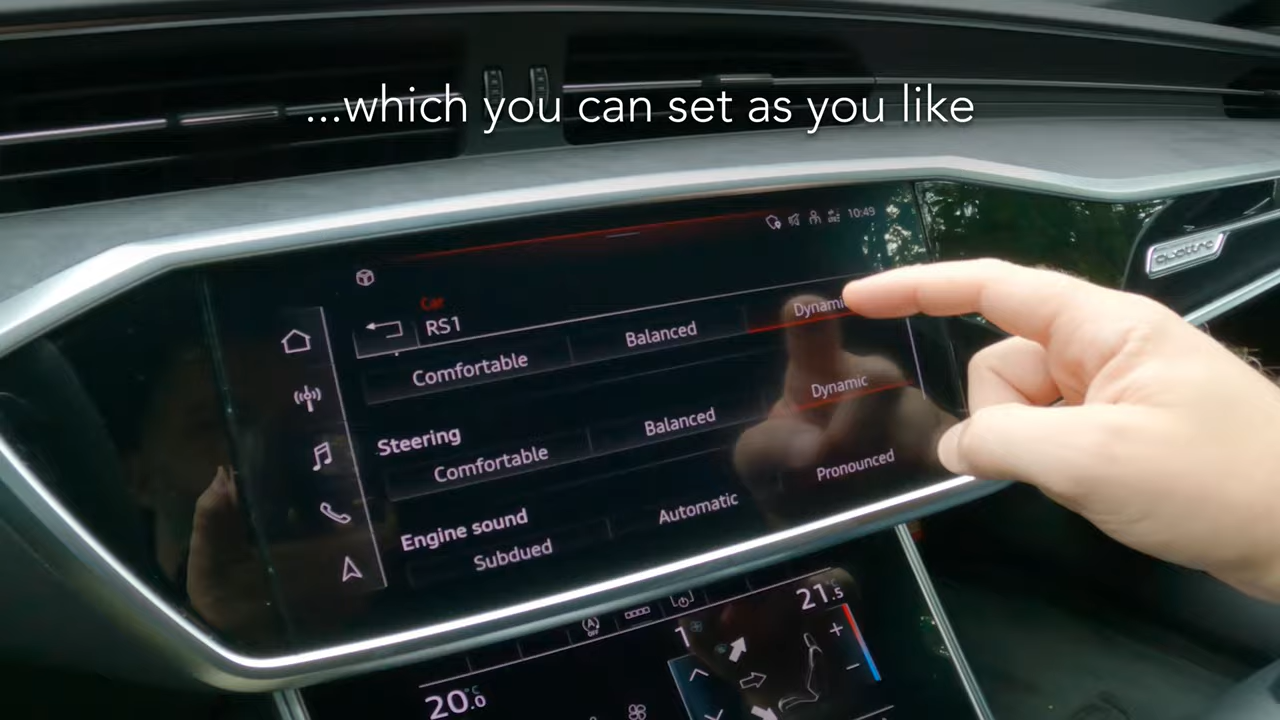 ...which you can set as you like
10:49
quattro
Car
RS1
Comfortable
Balanced
Dynamic
Steering
Comfortable
Balanced
Dynamic
Engine sound
Subdued
Automatic
Pronounced
21.5
20.0 °C
OFF